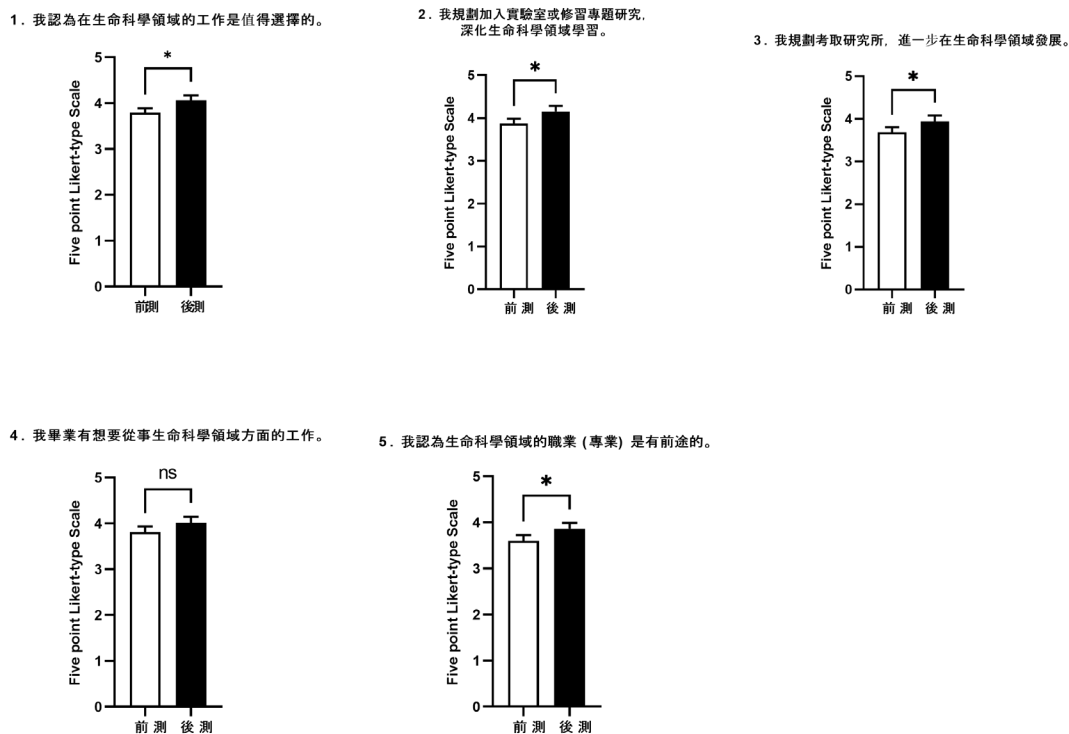 1. 我認為在生命科學領域的工作是值得選擇的。
*
5
4
3
2
1
0
Five point Likert-type Scale
前測 後測
2. 我規劃加入實驗室或修習專題研究,
深化生命科學領域學習。
*
5
4
3
2
1
0
Five point Likert-type Scale
前測 後測
3. 我規劃考取研究所, 進一步在生命科學領域發展。
*
5
4
3
2
1
0
Five point Likert-type Scale
前測 後測
4. 我畢業有想要從事生命科學領域方面的工作。
ns
5
4
3
2
1
0
Five point Likert-type Scale
前測 後測
5. 我認為生命科學領域的職業 (專業) 是有前途的。
*
5
4
3
2
1
0
Five point Likert-type Scale
前測 後測